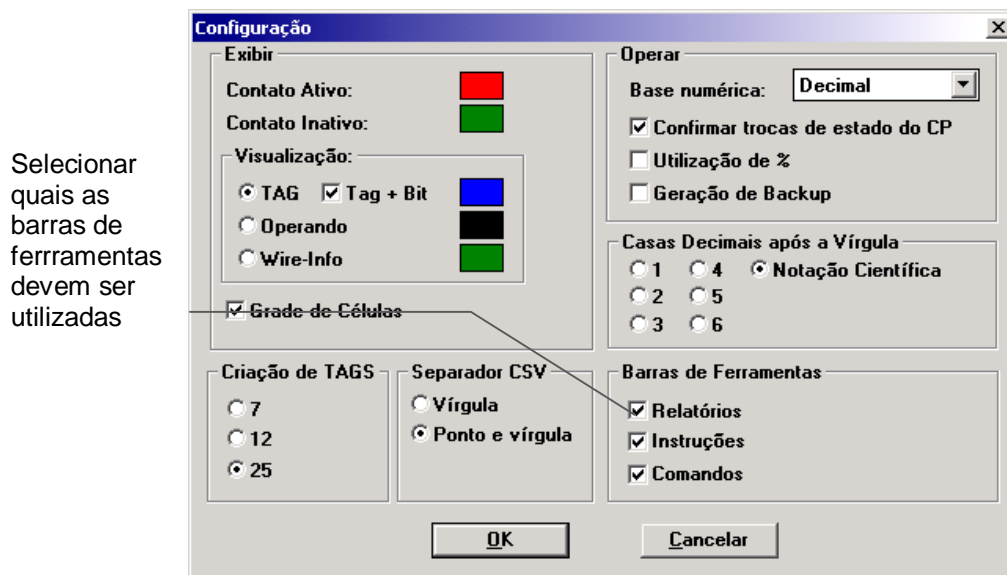 Configuração
Selecionar
quais as
barras de
ferrramentas
devem ser
utilizadas
Exibir
Contato Ativo:
Contato Inativo:
Visualização:
TAG Tag + Bit
Operando
Wire-Info
Grade de Células
Operar
Base numérica: Decimal
Confirmar trocas de estado do CP
Utilização de %
Geração de Backup
Casas Decimais após a Vírgula
1 4 Notação Científica
2 5
3 6
Criação de TAGS
7
12
25
Separador CSV
Vírgula
Ponto e vírgula
Barras de Ferramentas
Relatórios
Instruções
Comandos
OK Cancelar